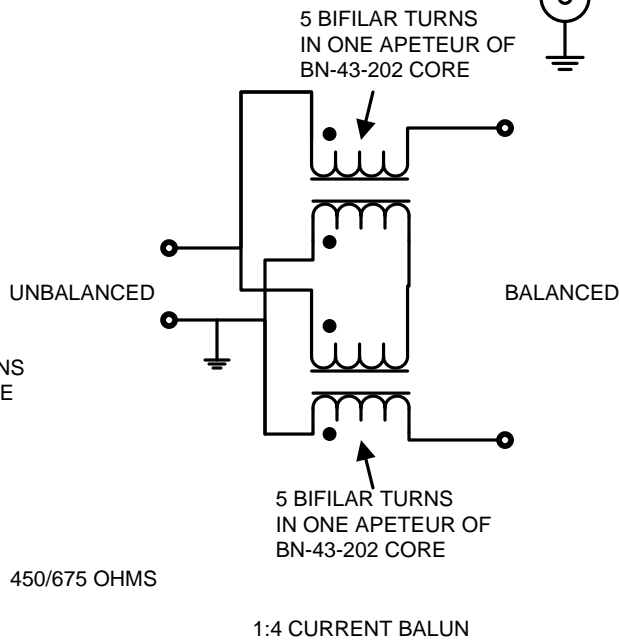 5 BIFILAR TURNS
IN ONE APETEUR OF
BN-43-202 CORE
UNBALANCED
BALANCED
NS
E
5 BIFILAR TURNS
IN ONE APETEUR OF
BN-43-202 CORE
450/675 OHMS
1:4 CURRENT BALUN